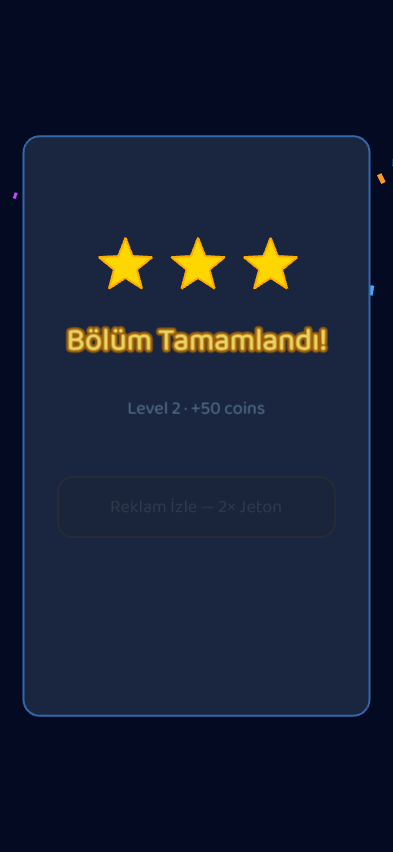 Bölüm Tamamlandı!
Level 2 · +50 coins
Reklam İzle — 2× Jeton